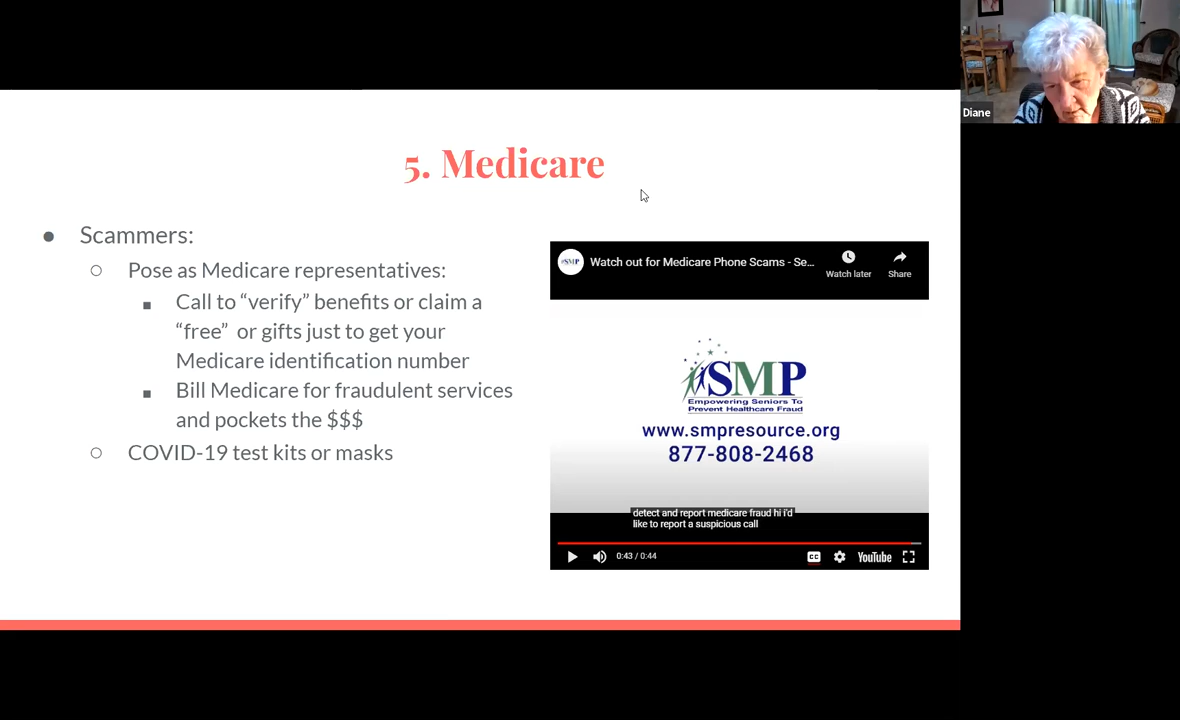 Diane
5. Medicare
● Scammers:
○ Pose as Medicare representatives:
■ Call to “verify” benefits or claim a
“free” or gifts just to get your
Medicare identification number
■ Bill Medicare for fraudulent services
and pockets the $$$
○ COVID-19 test kits or masks
SMP
Watch out for Medicare Phone Scams - Se...
Watch later
Share
SMP
Empowering Seniors To
Prevent Healthcare Fraud
www.smpresource.org
877-808-2468
detect and report medicare fraud hi i'd
like to report a suspicious call
0:43 / 0:44
CC
YouTube